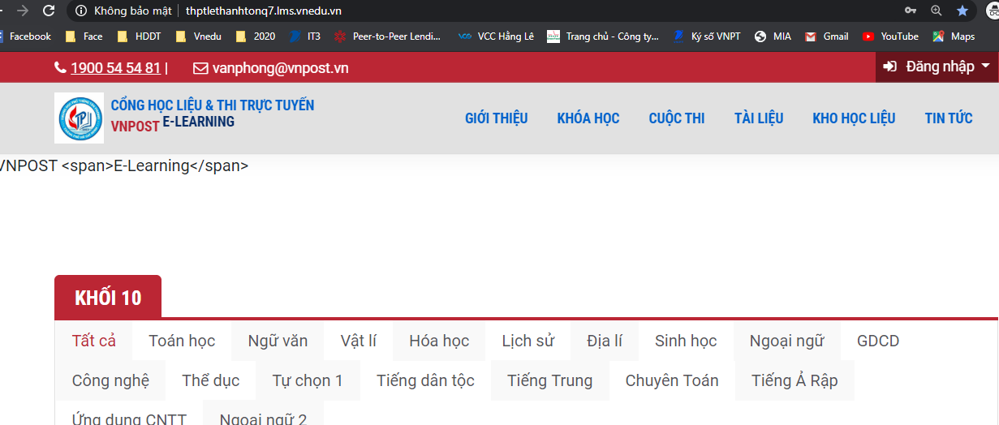 Không bảo mật | thptlethanhtonq7.lms.vnedu.vn
Facebook Face HDDT Vnedu 2020 IT3 Peer-to-Peer Lendi... VCC Hằng Lê Trang chủ - Công ty... Ký số VNPT MIA Gmail YouTube Maps
1900 54 54 81 | vanphong@vnpost.vn Đăng nhập
CỔNG HỌC LIỆU & THI TRỰC TUYẾN
VNPOST E-LEARNING
GIỚI THIỆU KHÓA HỌC CUỘC THI TÀI LIỆU KHO HỌC LIỆU TIN TỨC
VNPOST <span>E-Learning</span>
KHỐI 10
Tất cả Toán học Ngữ văn Vật lí Hóa học Lịch sử Địa lí Sinh học Ngoại ngữ GDCD
Công nghệ Thể dục Tự chọn 1 Tiếng dân tộc Tiếng Trung Chuyên Toán Tiếng Ả Rập
Ứng dụng CNTT Ngoại ngữ 2